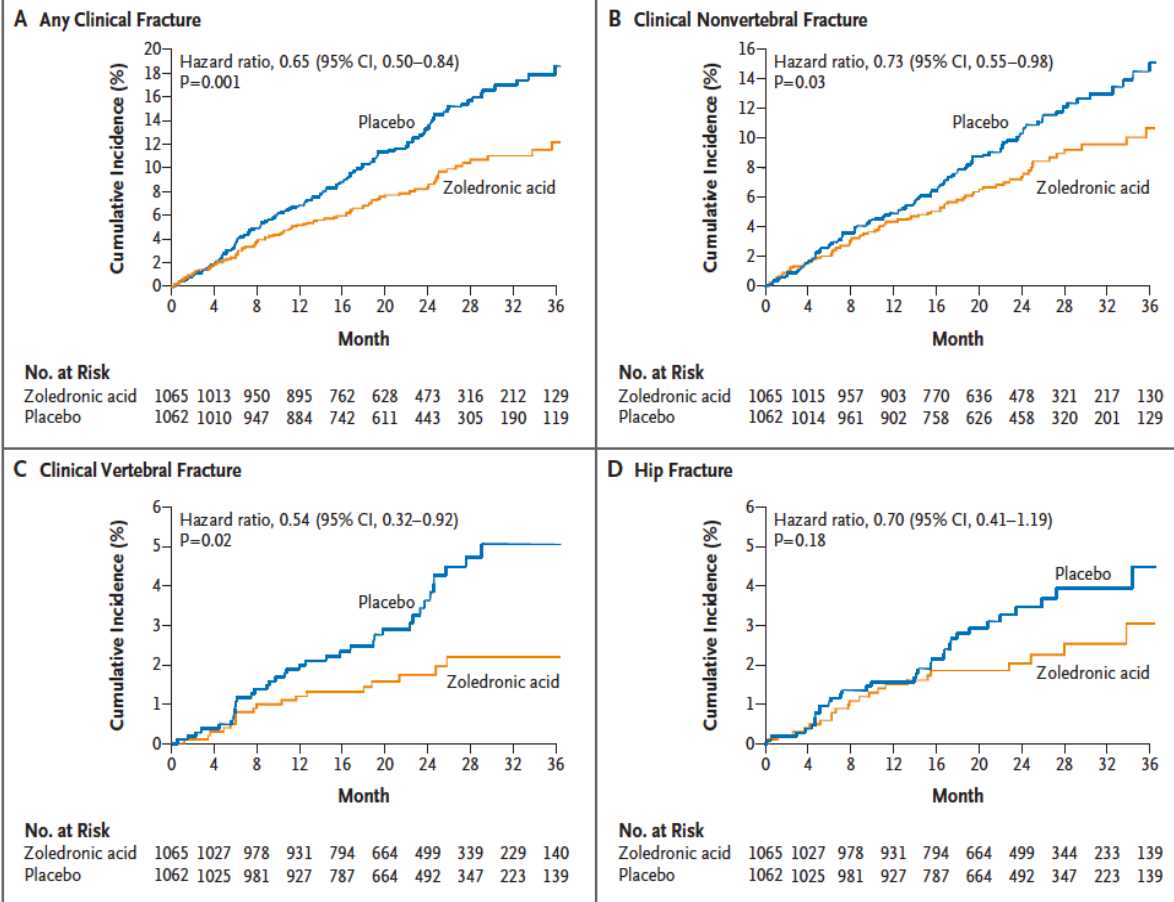 A Any Clinical Fracture
Cumulative Incidence (%)
20
18
16
14
12
10
8
6
4
2
0
Hazard ratio, 0.65 (95% CI, 0.50–0.84)
P=0.001
Placebo
Zoledronic acid
0 4 8 12 16 20 24 28 32 36
Month
No. at Risk
Zoledronic acid 1065 1013 950 895 762 628 473 316 212 129
Placebo 1062 1010 947 884 742 611 443 305 190 119
B Clinical Nonvertebral Fracture
Cumulative Incidence (%)
16
14
12
10
8
6
4
2
0
Hazard ratio, 0.73 (95% CI, 0.55–0.98)
P=0.03
Placebo
Zoledronic acid
0 4 8 12 16 20 24 28 32 36
Month
No. at Risk
Zoledronic acid 1065 1015 957 903 770 636 478 321 217 130
Placebo 1062 1014 961 902 758 626 458 320 201 129
C Clinical Vertebral Fracture
Cumulative Incidence (%)
6
5
4
3
2
1
0
Hazard ratio, 0.54 (95% CI, 0.32–0.92)
P=0.02
Placebo
Zoledronic acid
0 4 8 12 16 20 24 28 32 36
Month
No. at Risk
Zoledronic acid 1065 1027 978 931 794 664 499 339 229 140
Placebo 1062 1025 981 927 787 664 492 347 223 139
D Hip Fracture
Cumulative Incidence (%)
6
5
4
3
2
1
0
Hazard ratio, 0.70 (95% CI, 0.41–1.19)
P=0.18
Placebo
Zoledronic acid
0 4 8 12 16 20 24 28 32 36
Month
No. at Risk
Zoledronic acid 1065 1027 978 931 794 664 499 344 233 139
Placebo 1062 1025 981 927 787 664 492 347 223 139